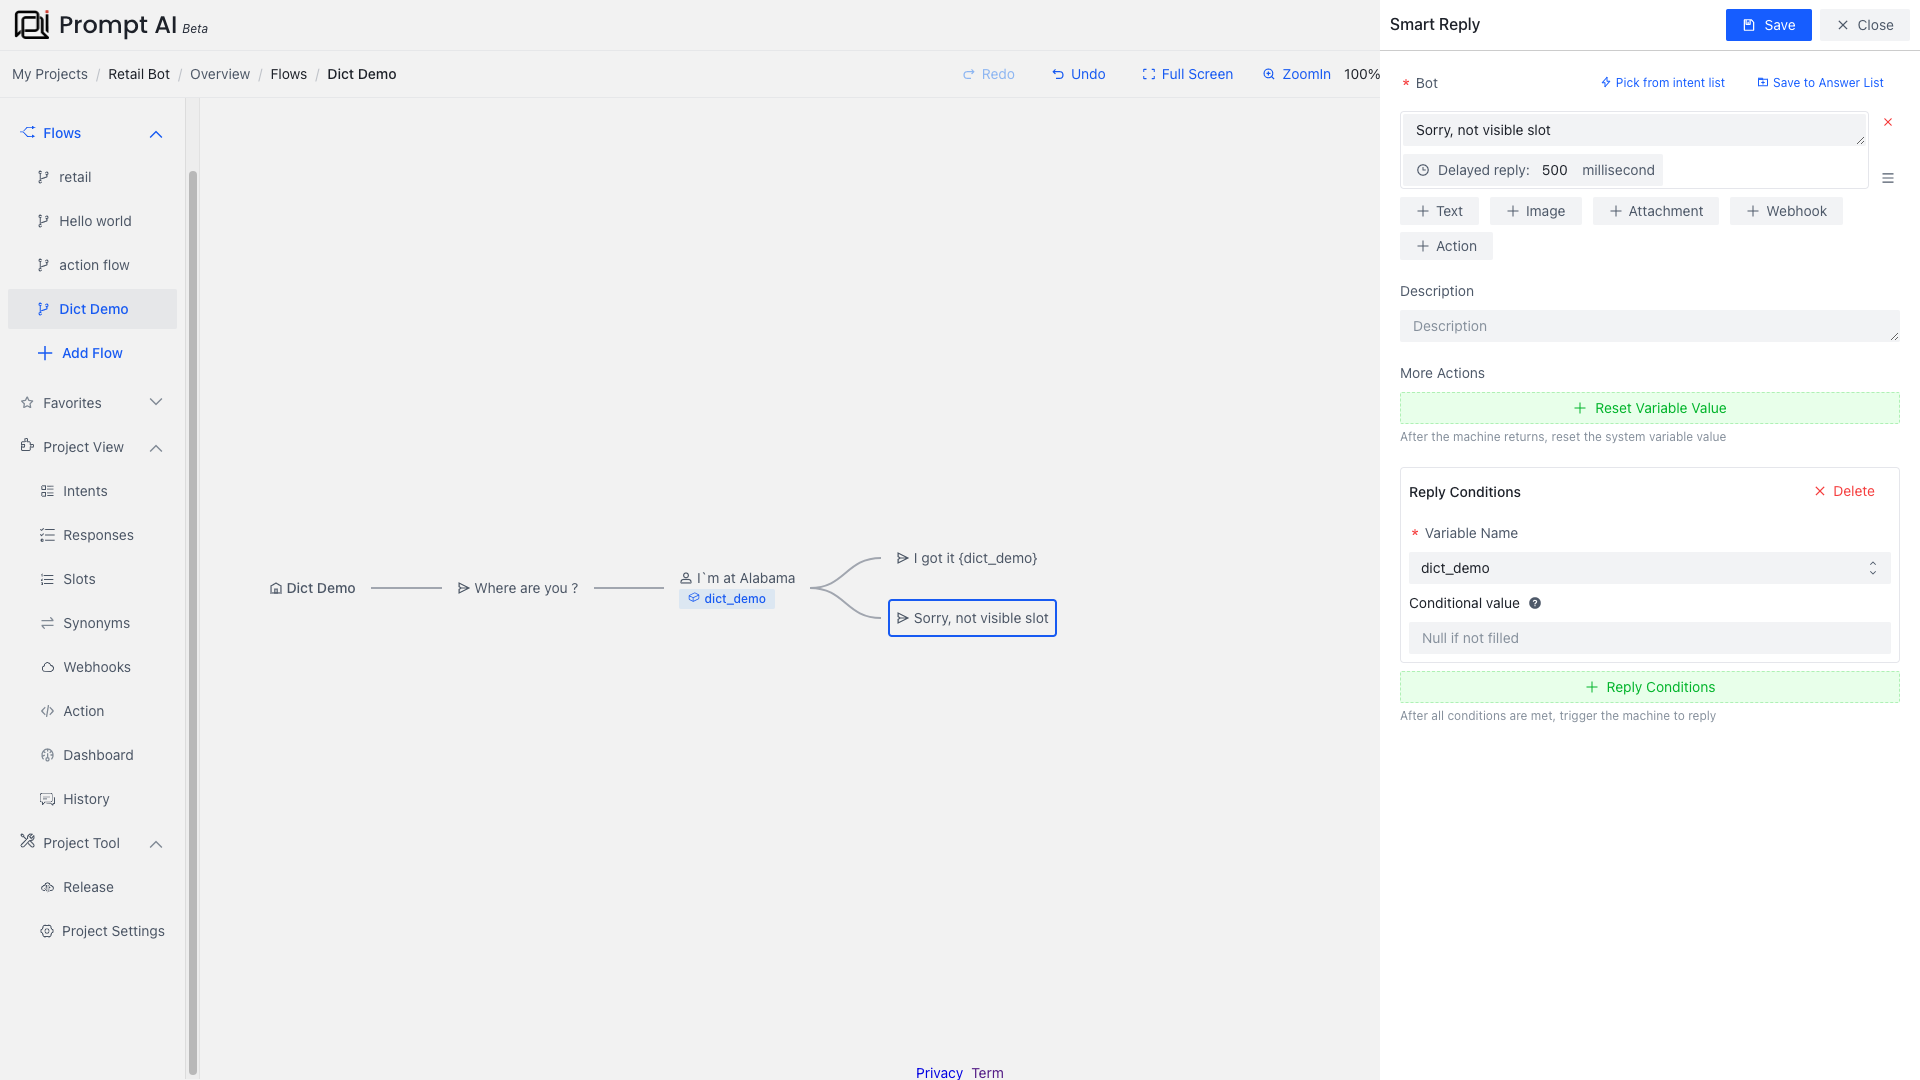 Prompt AI Beta
My Projects / Retail Bot / Overview / Flows / Dict Demo
Redo
Undo
Full Screen
ZoomIn
100%
Flows
retail
Hello world
action flow
Dict Demo
Add Flow
Favorites
Project View
Intents
Responses
Slots
Synonyms
Webhooks
Action
Dashboard
History
Project Tool
Release
Project Settings
Dict Demo
Where are you ?
I`m at Alabama
dict_demo
I got it {dict_demo}
Sorry, not visible slot
Privacy Term
Smart Reply
Save
Close
* Bot
Pick from intent list
Save to Answer List
Sorry, not visible slot
Delayed reply: 500 millisecond
Text
Image
Attachment
Webhook
Action
Description
Description
More Actions
Reset Variable Value
After the machine returns, reset the system variable value
Reply Conditions
Delete
* Variable Name
dict_demo
Conditional value
Null if not filled
Reply Conditions
After all conditions are met, trigger the machine to reply